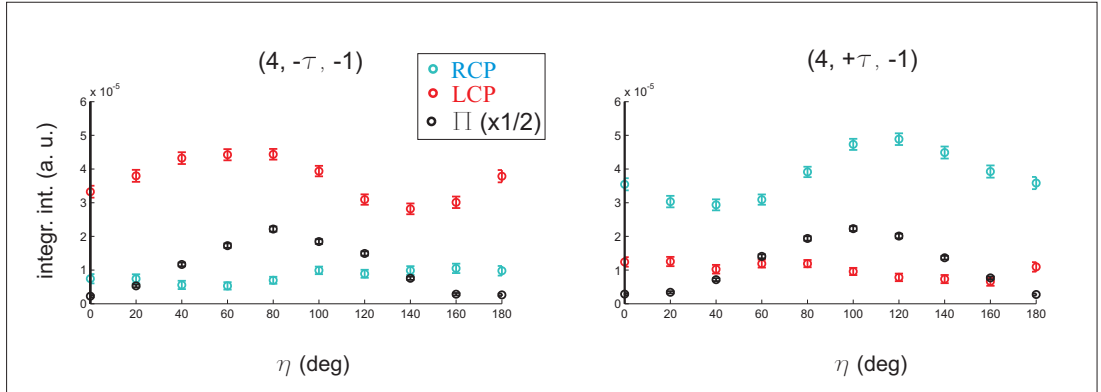 (4, -τ, -1)
RCP
LCP
Π (x1/2)
(4, +τ, -1)
x 10⁻⁵
6
5
4
3
2
1
0
integr. int. (a. u.)
0 20 40 60 80 100 120 140 160 180
η (deg)
x 10⁻⁵
6
5
4
3
2
1
0
0 20 40 60 80 100 120 140 160 180
η (deg)